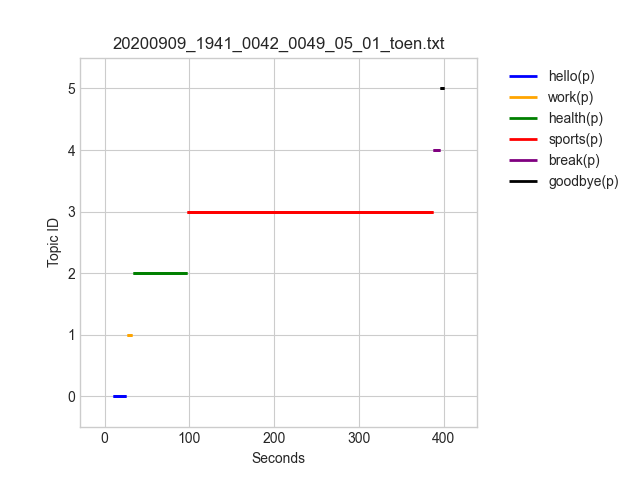 20200909_1941_0042_0049_05_01_toen.txt
hello(p)
work(p)
health(p)
sports(p)
break(p)
goodbye(p)
Topic ID
5
4
3
2
1
0
0 100 200 300 400
Seconds